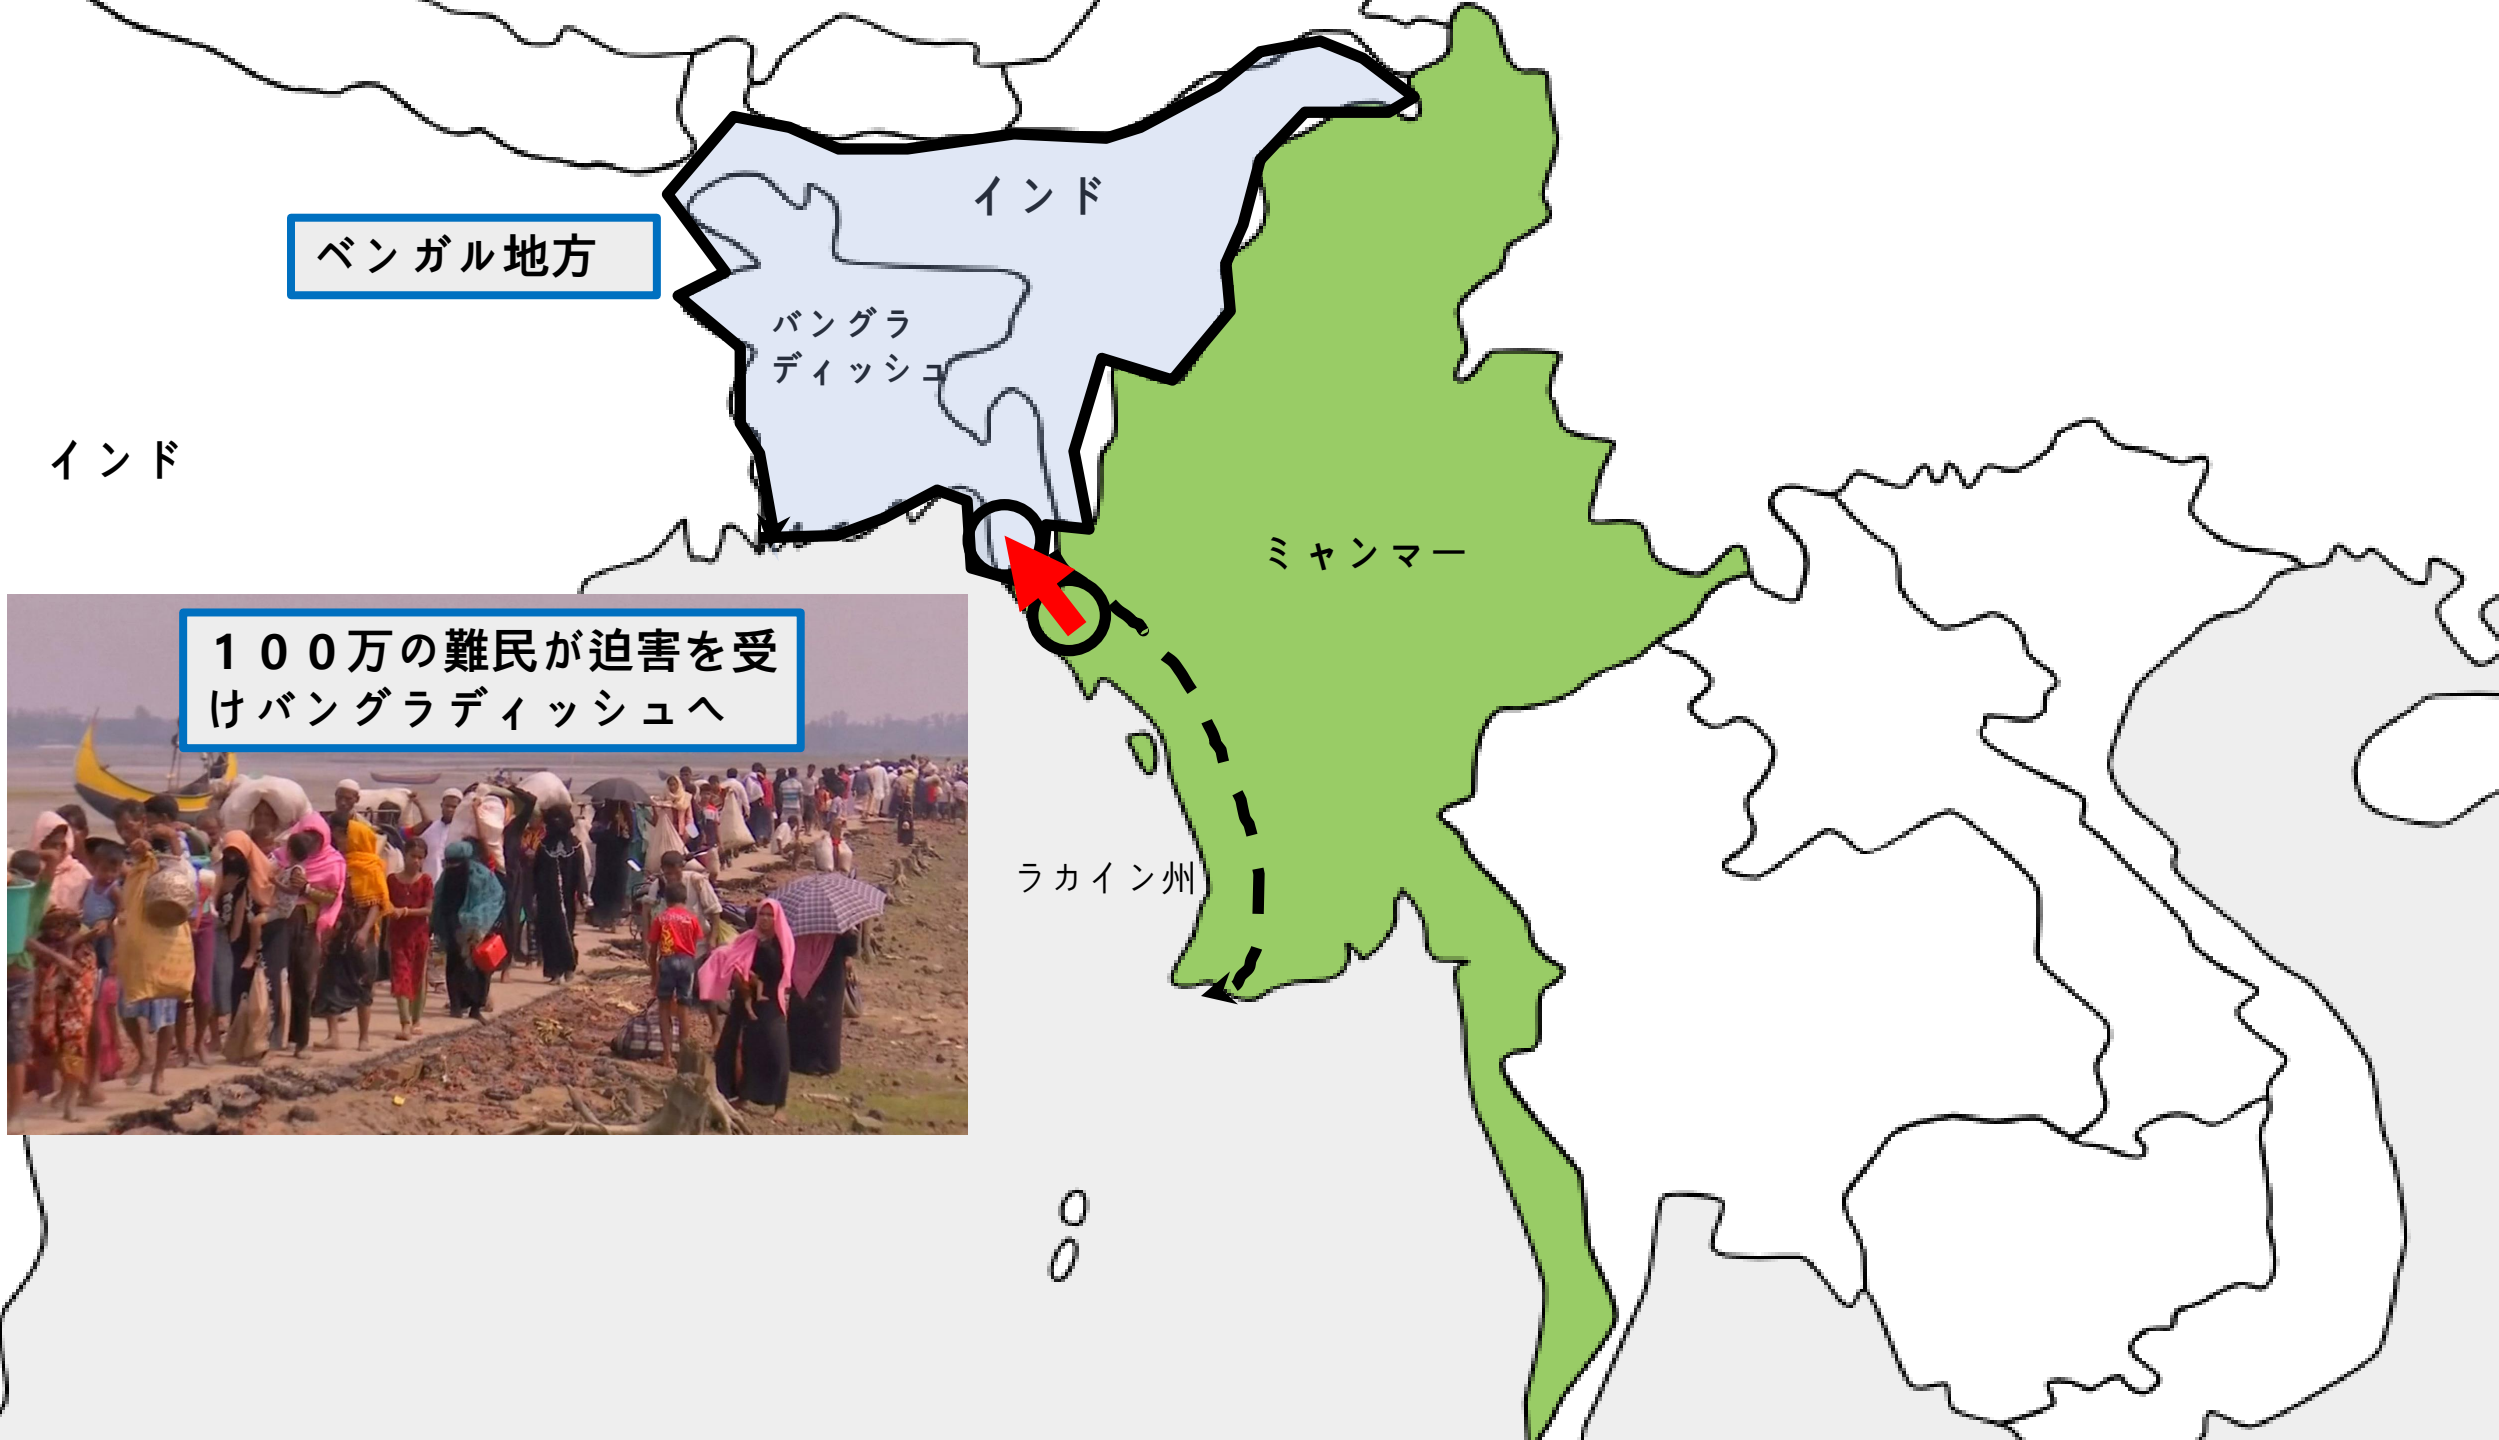 インド
ベンガル地方
バングラ
ディッシュ
インド
ミャンマー
１００万の難民が迫害を受
けバングラディッシュへ
ラカイン州